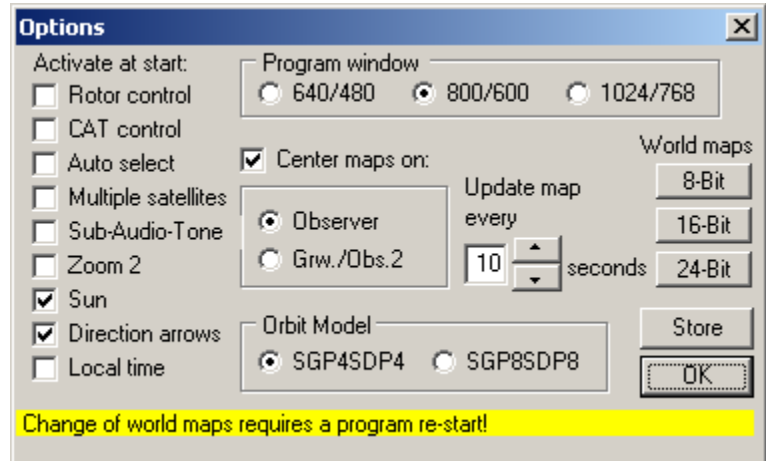 Options
Activate at start:
Rotor control
CAT control
Auto select
Multiple satellites
Sub-Audio-Tone
Zoom 2
Sun
Direction arrows
Local time
Program window
640/480 800/600 1024/768
Center maps on:
Observer
Grw./Obs.2
Update map
every
10 seconds
World maps
8-Bit
16-Bit
24-Bit
Orbit Model
SGP4SDP4 SGP8SDP8
Store
OK
Change of world maps requires a program re-start!